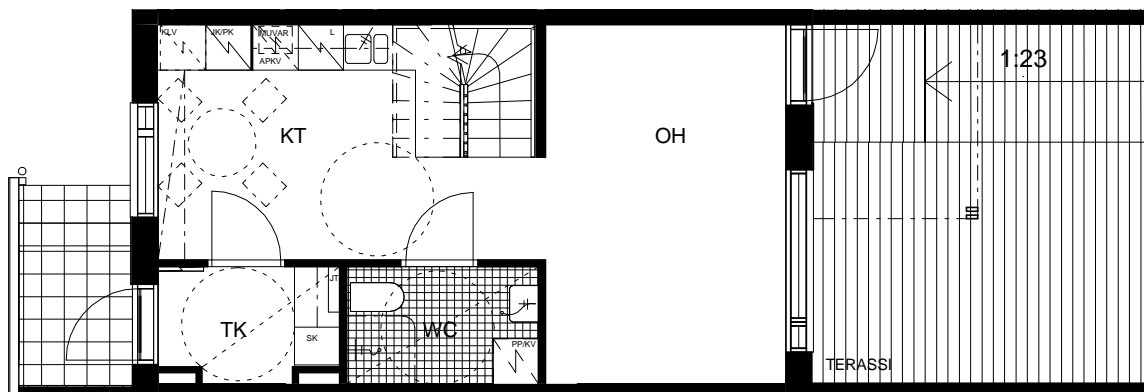 KLV JK/PK MUVAR L
APKV
1:23
KT OH
JT
TK WC
SK PP/KV
TERASSI